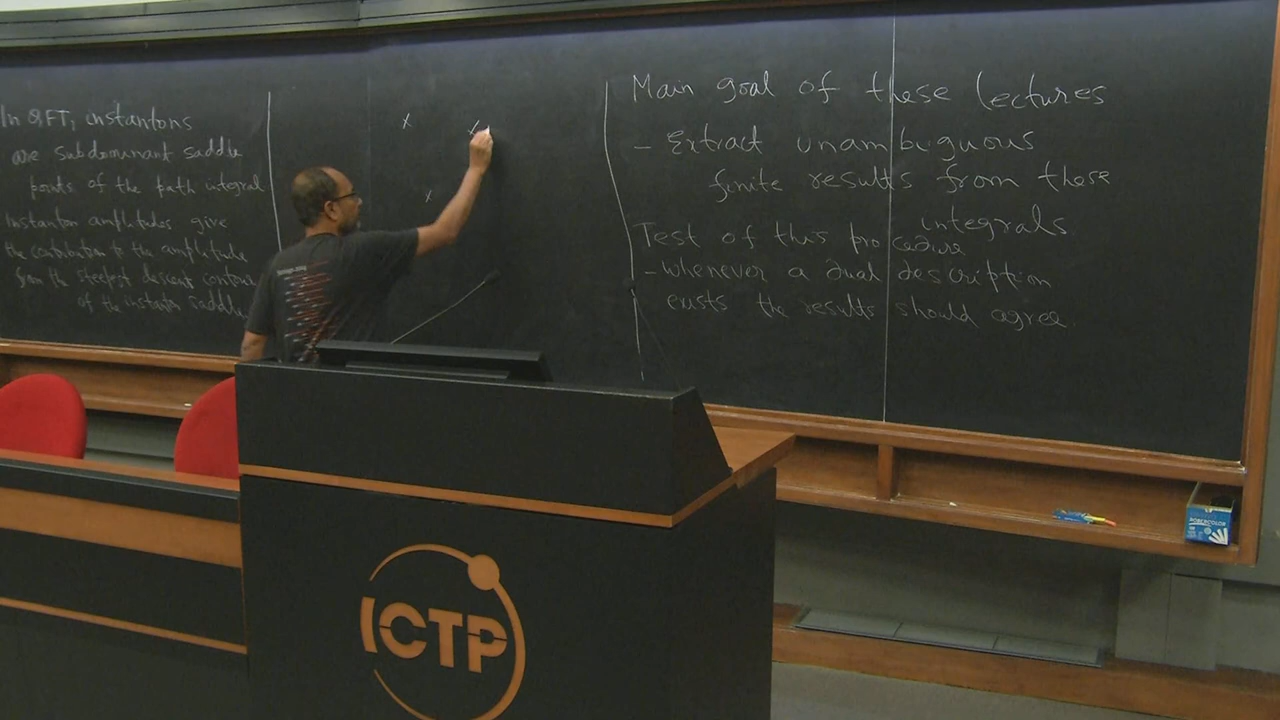 In QFT, instantons
are subdominant saddle
points of the path integral
Instanton amplitudes give
the contribution to the amplitude
from the steepest descent contour
of the instanton saddle
x
x
x
Main goal of these lectures
- Extract unambiguous
finite results from these
integrals
Test of this procedure
- whenever a dual description
exists the results should agree.
ICTP